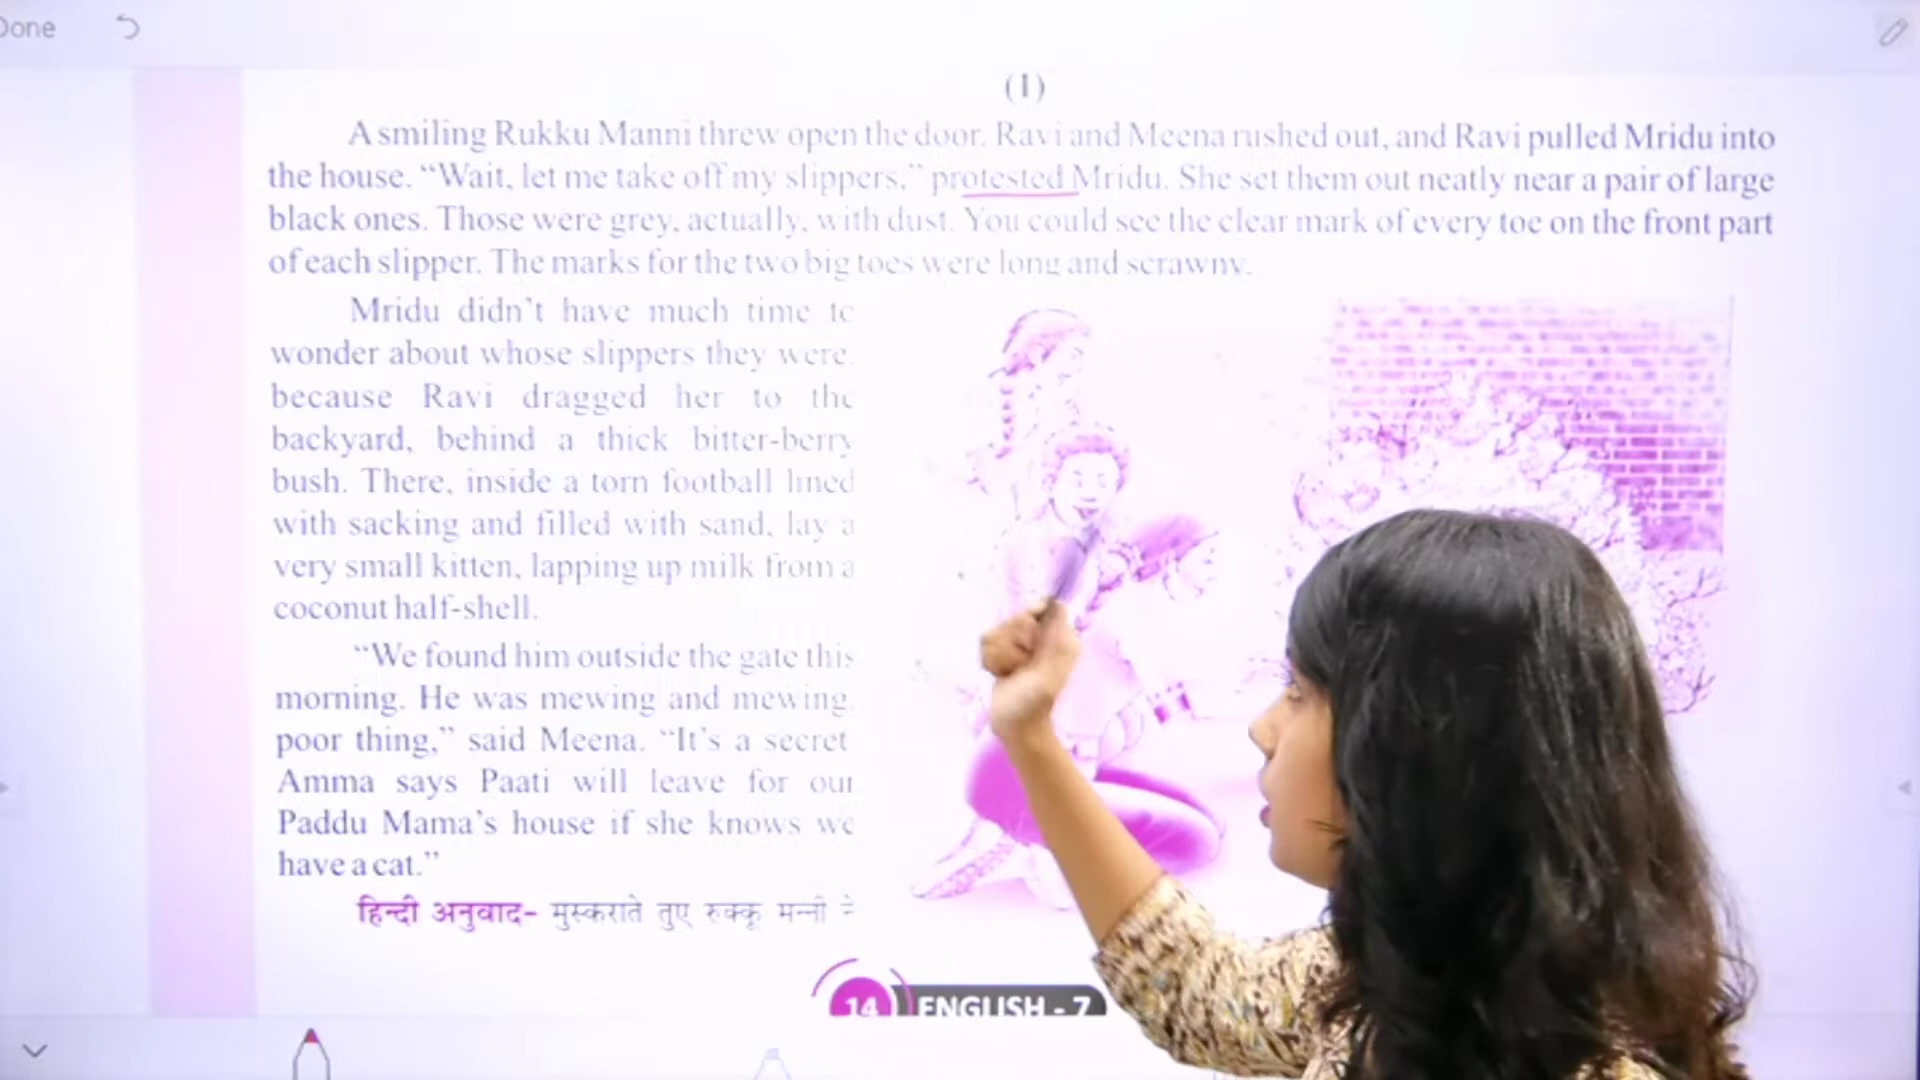 Done
(1)
A smiling Rukku Manni threw open the door. Ravi and Meena rushed out, and Ravi pulled Mridu into
the house. “Wait, let me take off my slippers,” protested Mridu. She set them out neatly near a pair of large
black ones. Those were grey, actually, with dust. You could see the clear mark of every toe on the front part
of each slipper. The marks for the two big toes were long and scrawny.
Mridu didn’t have much time to
wonder about whose slippers they were.
because Ravi dragged her to the
backyard, behind a thick bitter-berry
bush. There, inside a torn football lined
with sacking and filled with sand, lay a
very small kitten, lapping up milk from a
coconut half-shell.
“We found him outside the gate this
morning. He was mewing and mewing,
poor thing,” said Meena. “It’s a secret
Amma says Paati will leave for our
Paddu Mama’s house if she knows we
have a cat.”
हिन्दी अनुवाद– मुस्कराते तुए रुक्कू मन्नी ने
14 ENGLISH - 7